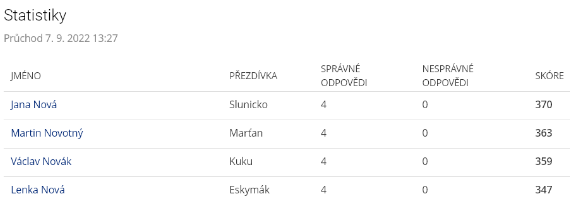 Statistiky
Průchod 7. 9. 2022 13:27
JMÉNO PŘEZDÍVKA SPRÁVNÉ ODPOVĚDI NESPRÁVNÉ ODPOVĚDI SKÓRE
Jana Nová Slunicko 4 0 370
Martin Novotný Marťan 4 0 363
Václav Novák Kuku 4 0 359
Lenka Nová Eskymák 4 0 347